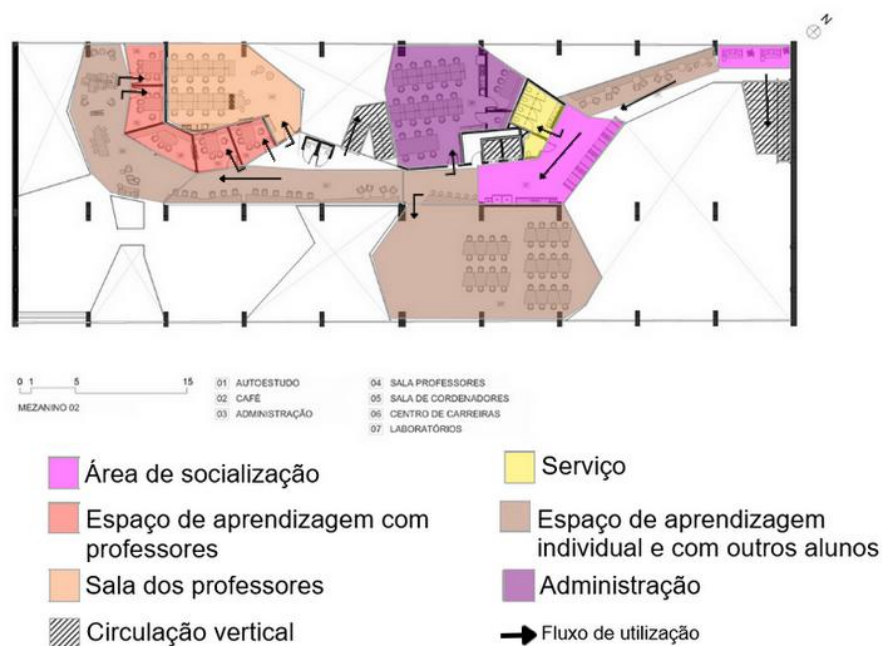 N
0 1 5 15
MEZANINO 02
01 AUTOESTUDO
02 CAFÉ
03 ADMINISTRAÇÃO
04 SALA PROFESSORES
05 SALA DE CORDENADORES
06 CENTRO DE CARREIRAS
07 LABORATÓRIOS
Área de socialização
Espaço de aprendizagem com
professores
Sala dos professores
Circulação vertical
Serviço
Espaço de aprendizagem
individual e com outros alunos
Administração
Fluxo de utilização